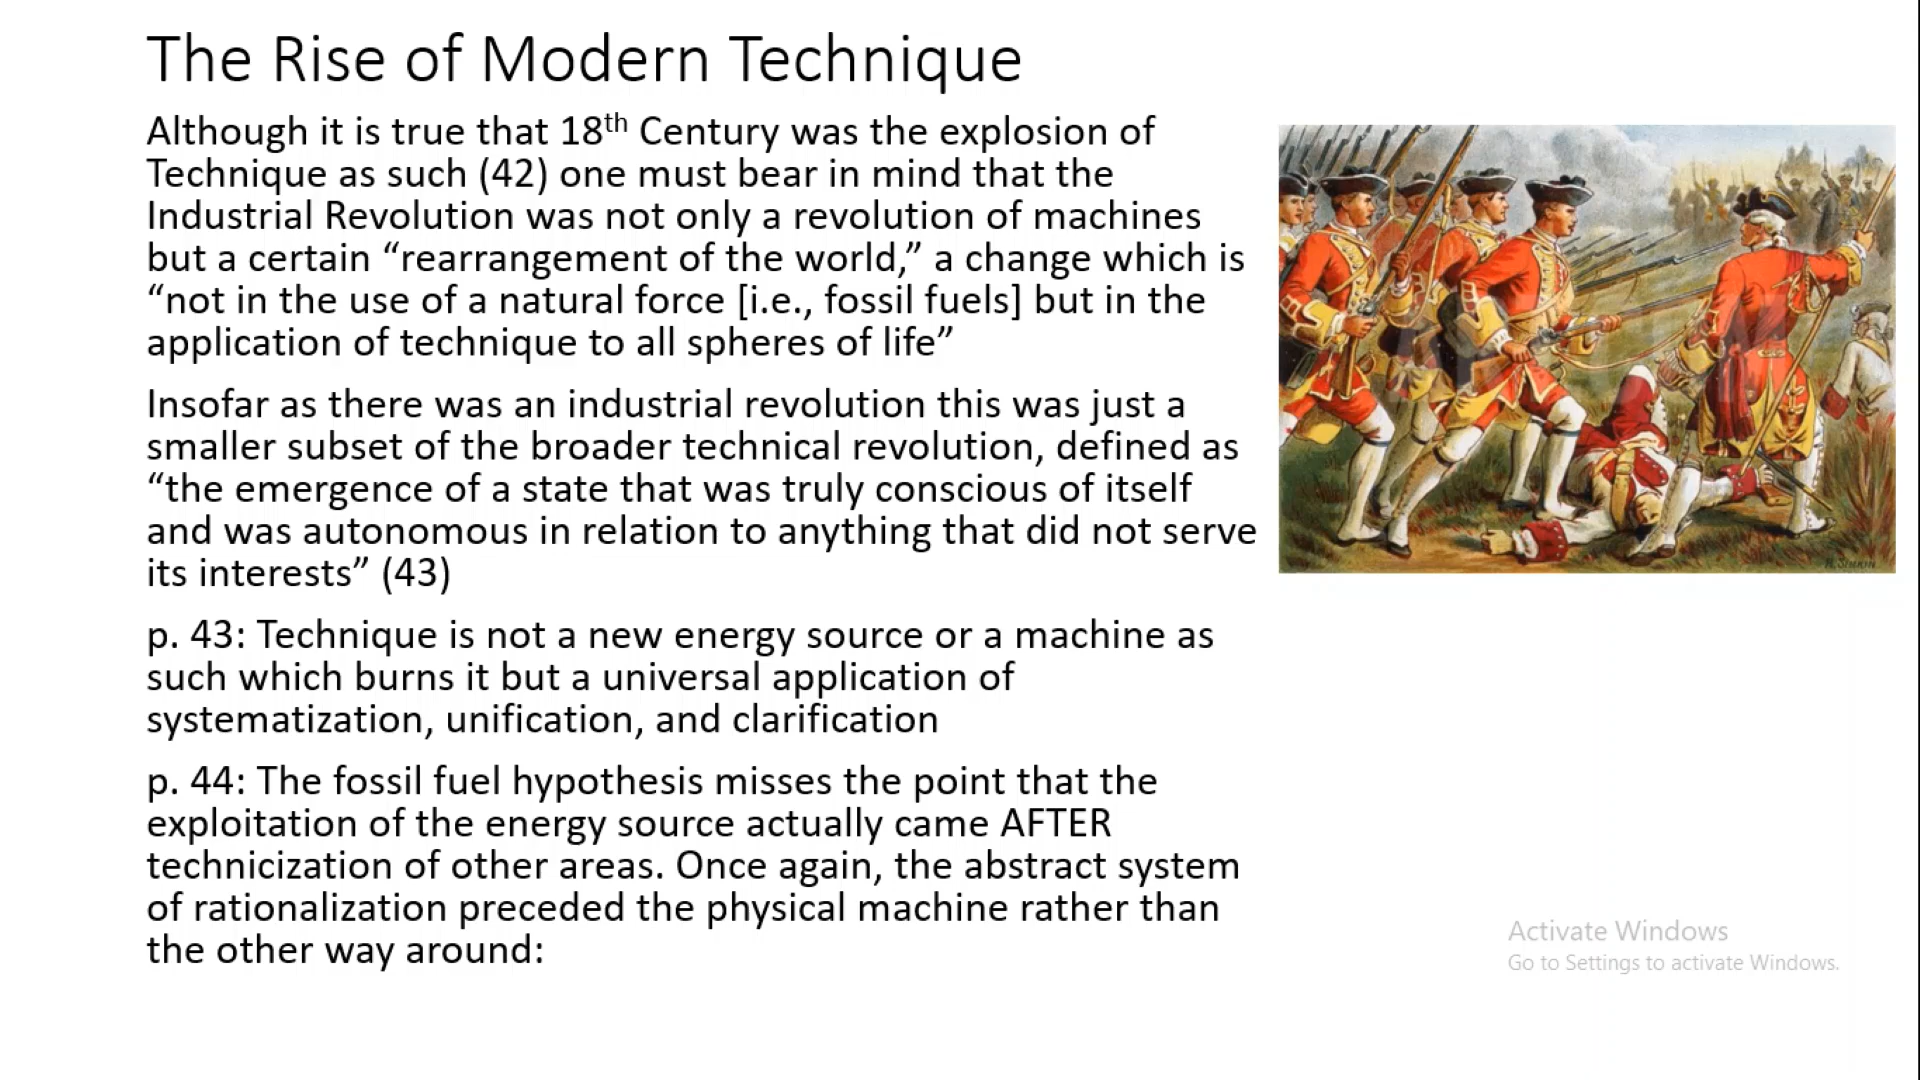 The Rise of Modern Technique
Although it is true that 18th Century was the explosion of
Technique as such (42) one must bear in mind that the
Industrial Revolution was not only a revolution of machines
but a certain “rearrangement of the world,” a change which is
“not in the use of a natural force [i.e., fossil fuels] but in the
application of technique to all spheres of life”
Insofar as there was an industrial revolution this was just a
smaller subset of the broader technical revolution, defined as
“the emergence of a state that was truly conscious of itself
and was autonomous in relation to anything that did not serve
its interests” (43)
p. 43: Technique is not a new energy source or a machine as
such which burns it but a universal application of
systematization, unification, and clarification
p. 44: The fossil fuel hypothesis misses the point that the
exploitation of the energy source actually came AFTER
technicization of other areas. Once again, the abstract system
of rationalization preceded the physical machine rather than
the other way around:
Activate Windows
Go to Settings to activate Windows.